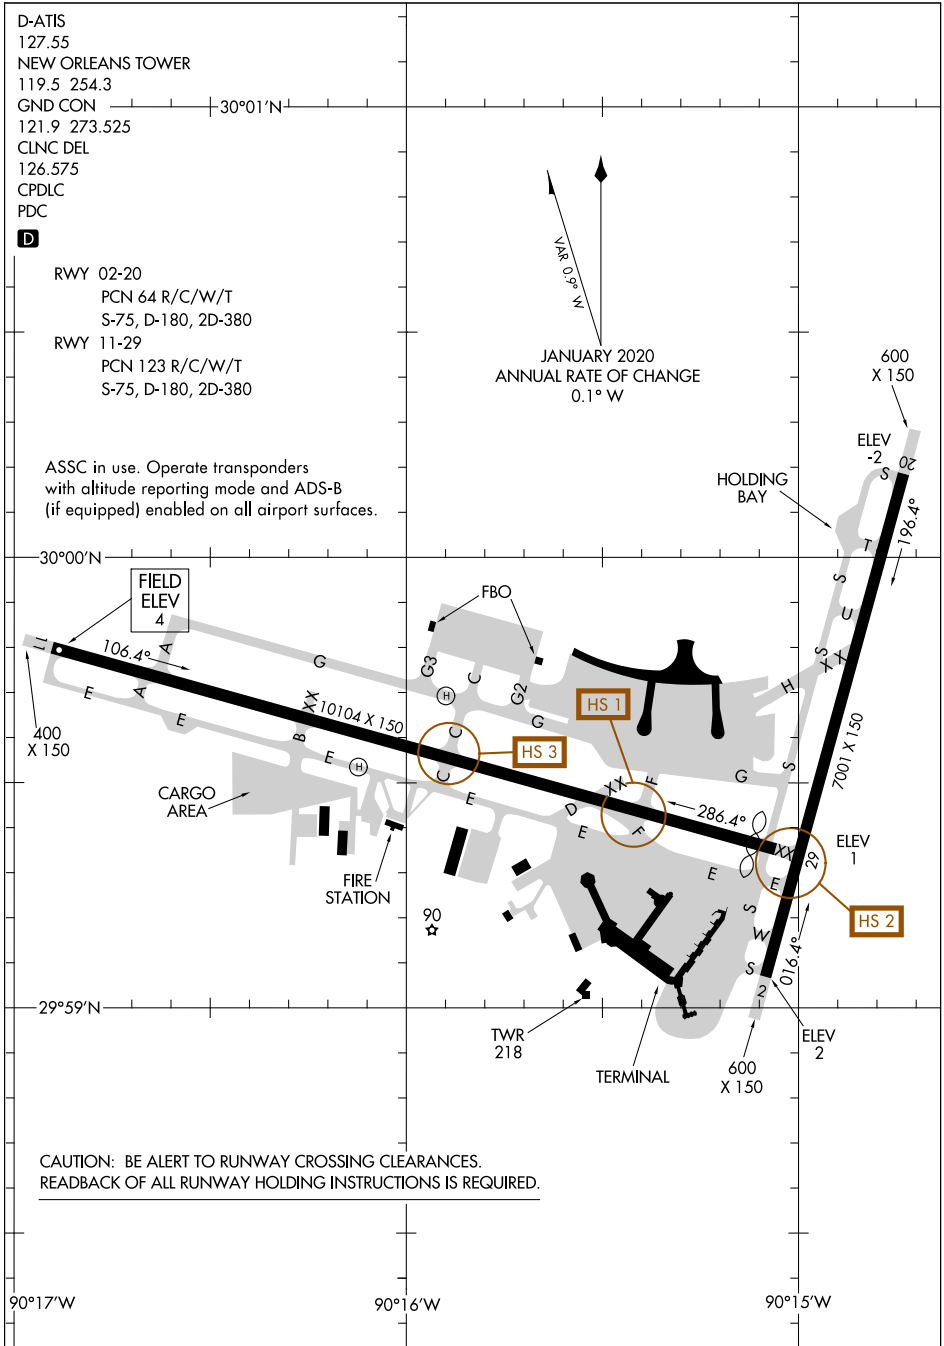 D-ATIS
127.55
NEW ORLEANS TOWER
119.5 254.3
GND CON
121.9 273.525
CLNC DEL
126.575
CPDLC
PDC
D
30°01'N
RWY 02-20
PCN 64 R/C/W/T
S-75, D-180, 2D-380
RWY 11-29
PCN 123 R/C/W/T
S-75, D-180, 2D-380
VAR 0.9° W
JANUARY 2020
ANNUAL RATE OF CHANGE
0.1° W
600
X 150
ELEV
-2
20
S
HOLDING
BAY
196.4°
ASSC in use. Operate transponders
with altitude reporting mode and ADS-B
(if equipped) enabled on all airport surfaces.
30°00'N
T
S
U
FIELD
ELEV
4
FBO
11
106.4°
A
G
G3
C
G2
H
S
XX
X
E
A
E
XX
10104 X 150
H
C
G
HS 1
400
X 150
B
E
H
HS 3
C
E
XX
F
G
S
7001 X 150
CARGO
AREA
D
E
F
286.4°
ELEV
1
XX
29
E
E
FIRE
STATION
HS 2
90
S
W
S
016.4°
2
29°59'N
TWR
218
TERMINAL
ELEV
2
600
X 150
CAUTION: BE ALERT TO RUNWAY CROSSING CLEARANCES.
READBACK OF ALL RUNWAY HOLDING INSTRUCTIONS IS REQUIRED.
90°17'W
90°16'W
90°15'W